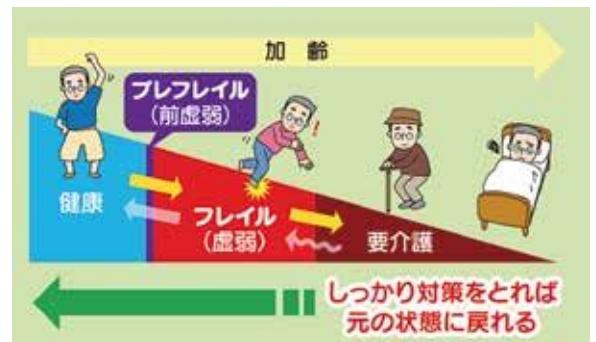 加齢
プレフレイル
（前虚弱）
健康
フレイル
（虚弱）
要介護
しっかり対策をとれば
元の状態に戻れる